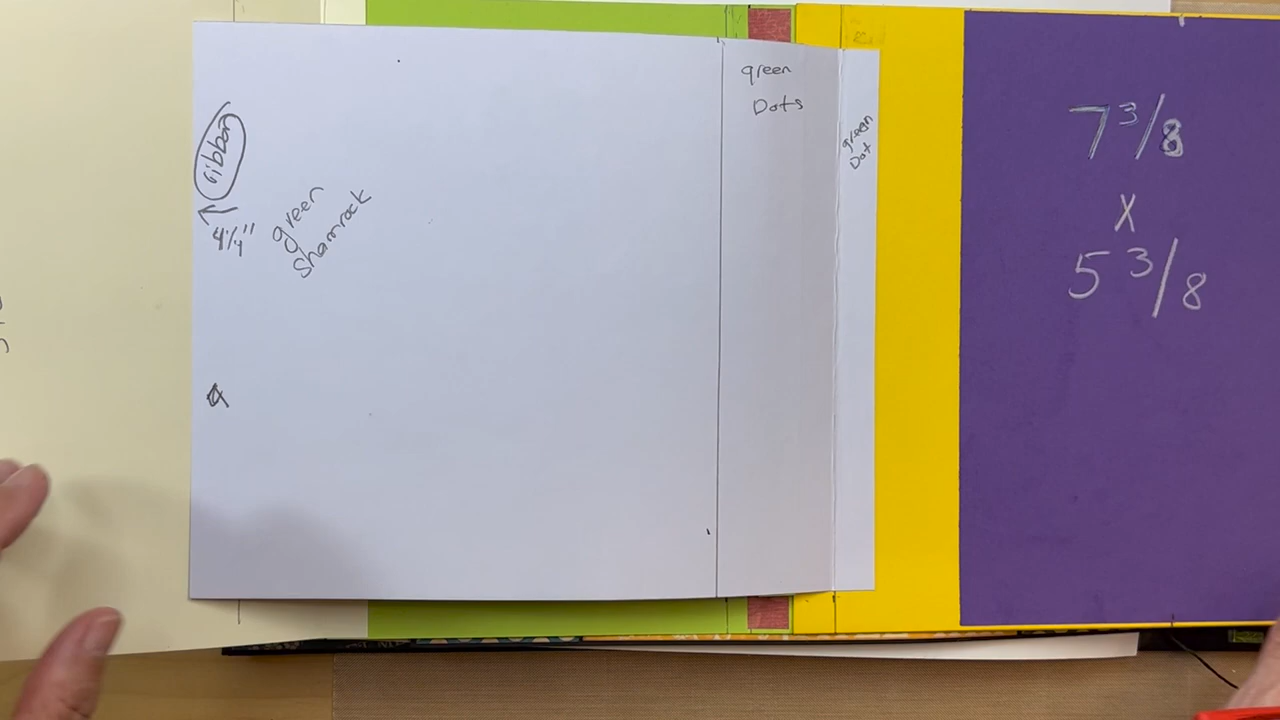 ribbon
4 1/4"
green
Shamrock
green
Dots
green
Dot
7 3/8
X
5 3/8